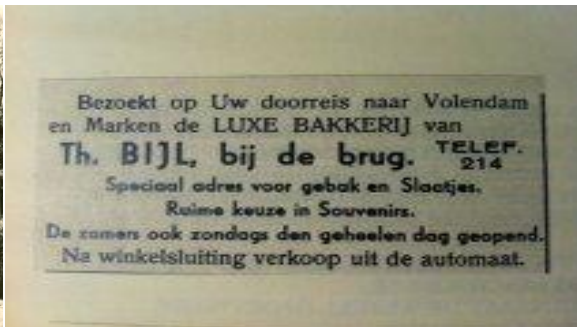 Bezoekt op Uw doorreis naar Volendam
en Marken de LUXE BAKKERIJ van
Th. BIJL, bij de brug. TELEF. 214
Speciaal adres voor gebak en Slaatjes.
Ruime keuze in Souvenirs.
De zomers ook zondags den geheelen dag geopend.
Na winkelsluiting verkoop uit de automaat.